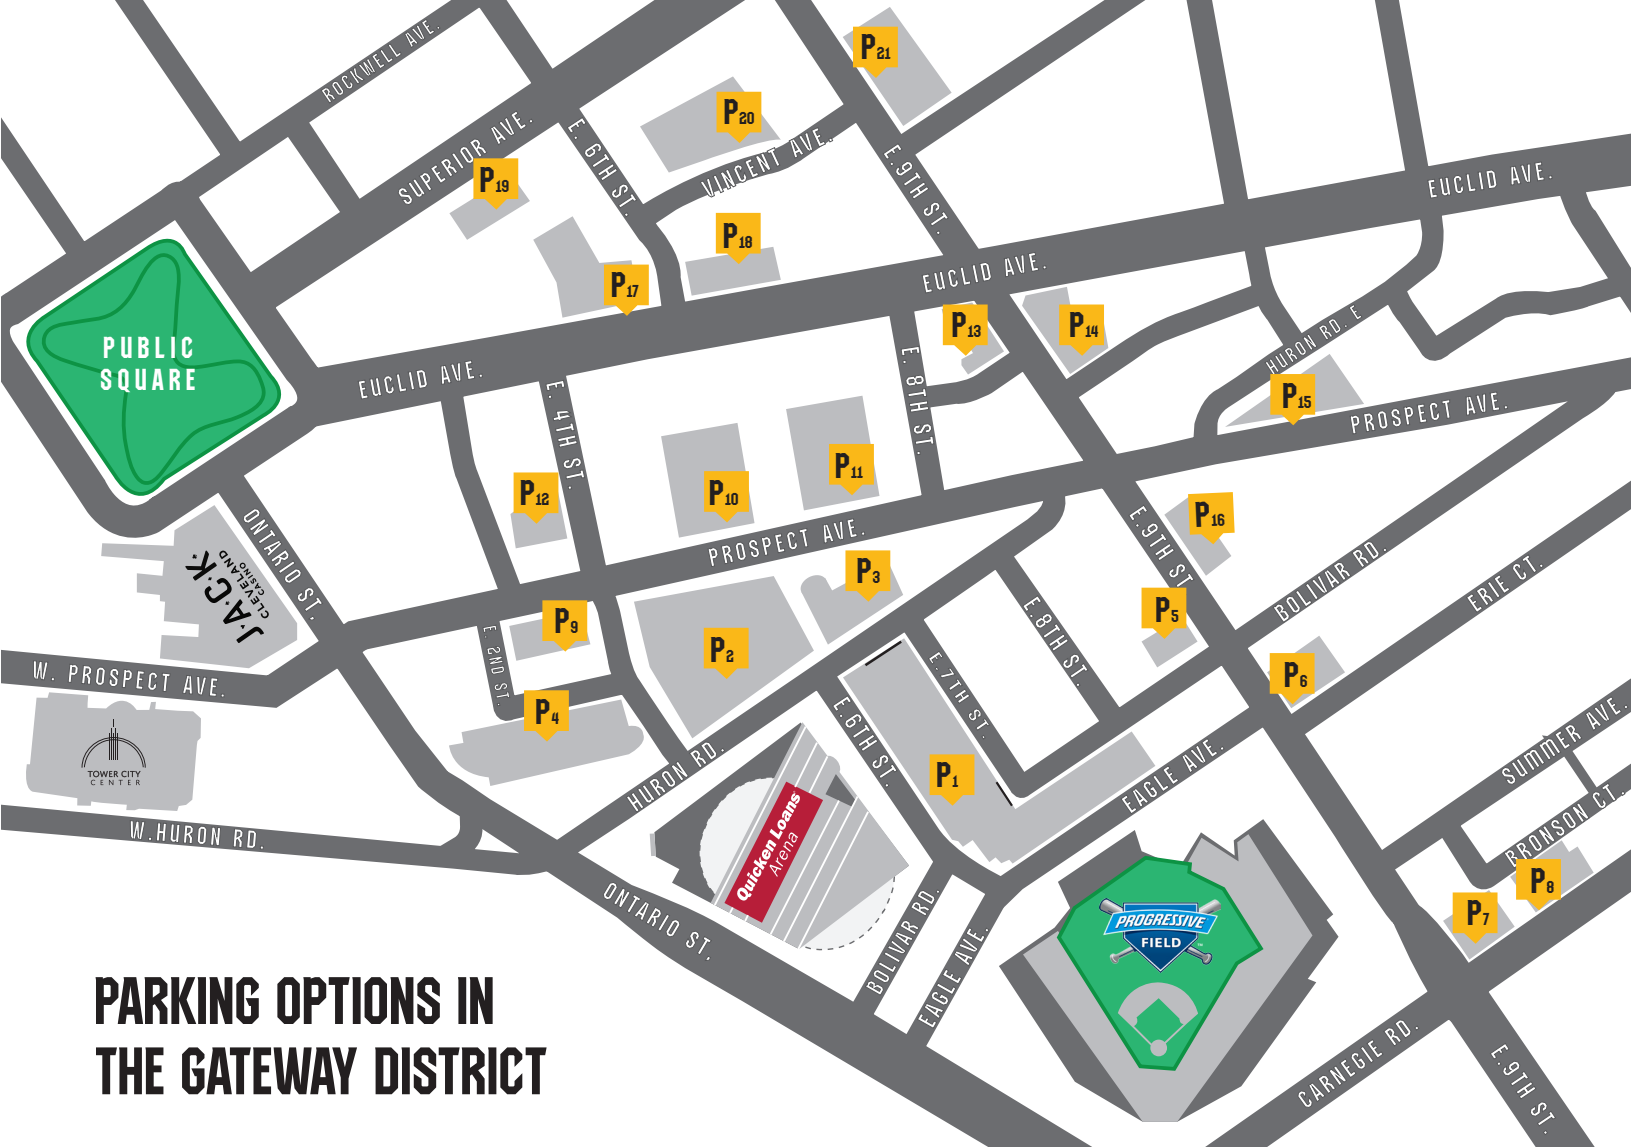 ROCKWELL AVE.
P21
P20
SUPERIOR AVE.
E. 6TH ST.
VINCENT AVE.
E. 9TH ST.
P19
EUCLID AVE.
P18
EUCLID AVE.
P17
P13
P14
HURON RD. E
PUBLIC
SQUARE
EUCLID AVE.
E. 4TH ST.
E. 8TH ST.
P15
PROSPECT AVE.
P12
P10
P11
PROSPECT AVE.
P16
E.9TH ST
ONTARIO ST.
J·A·C·K
CLEVELAND
CASINO
P3
BOLIVAR RD.
ERIE CT.
P9
P2
P5
E. 2ND ST.
E.8TH ST.
E.7TH ST.
P6
W. PROSPECT AVE.
P4
E.6TH ST.
SUMMER AVE.
TOWER CITY
CENTER
HURON RD.
P1
EAGLE AVE.
BRONSON CT.
W.HURON RD.
Quicken Loans
Arena
P8
P7
ONTARIO ST.
BOLIVAR RD.
EAGLE AVE.
PROGRESSIVE
FIELD
PARKING OPTIONS IN
THE GATEWAY DISTRICT
CARNEGIE RD.
E.9TH ST.